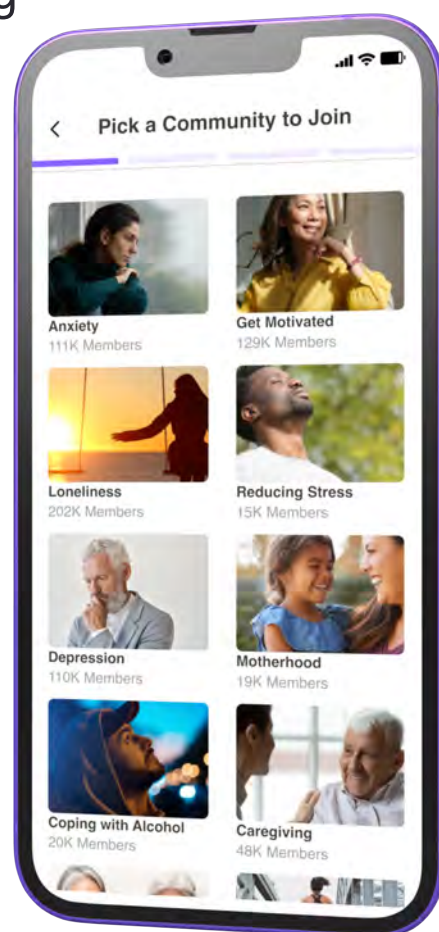 g
Pick a Community to Join
Anxiety
111K Members
Get Motivated
129K Members
Loneliness
202K Members
Reducing Stress
15K Members
Depression
110K Members
Motherhood
19K Members
Coping with Alcohol
20K Members
Caregiving
48K Members